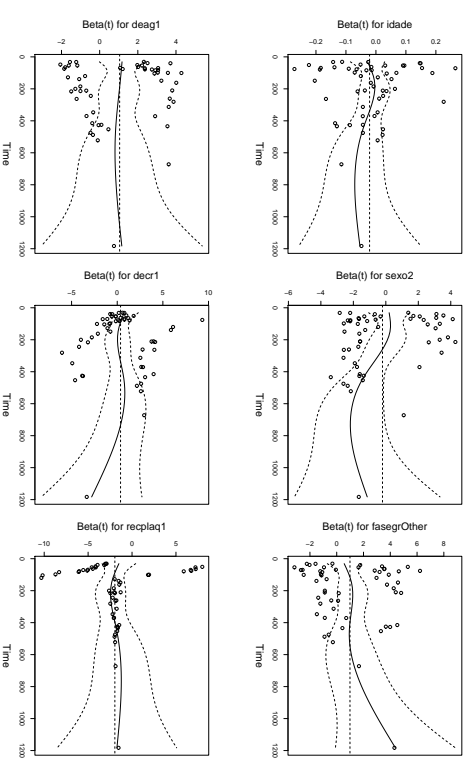 Beta(t) for deag1
−2 0 2 4
0 200 400 600 800 1000 1200
Time
Beta(t) for idade
−0.2 −0.1 0.0 0.1 0.2
0 200 400 600 800 1000 1200
Time
Beta(t) for decr1
−5 0 5 10
0 200 400 600 800 1000 1200
Time
Beta(t) for sexo2
−6 −4 −2 0 2 4
0 200 400 600 800 1000 1200
Time
Beta(t) for recplaq1
−10 −5 0 5
0 200 400 600 800 1000 1200
Time
Beta(t) for fasegrOther
−2 0 2 4 6 8
0 200 400 600 800 1000 1200
Time